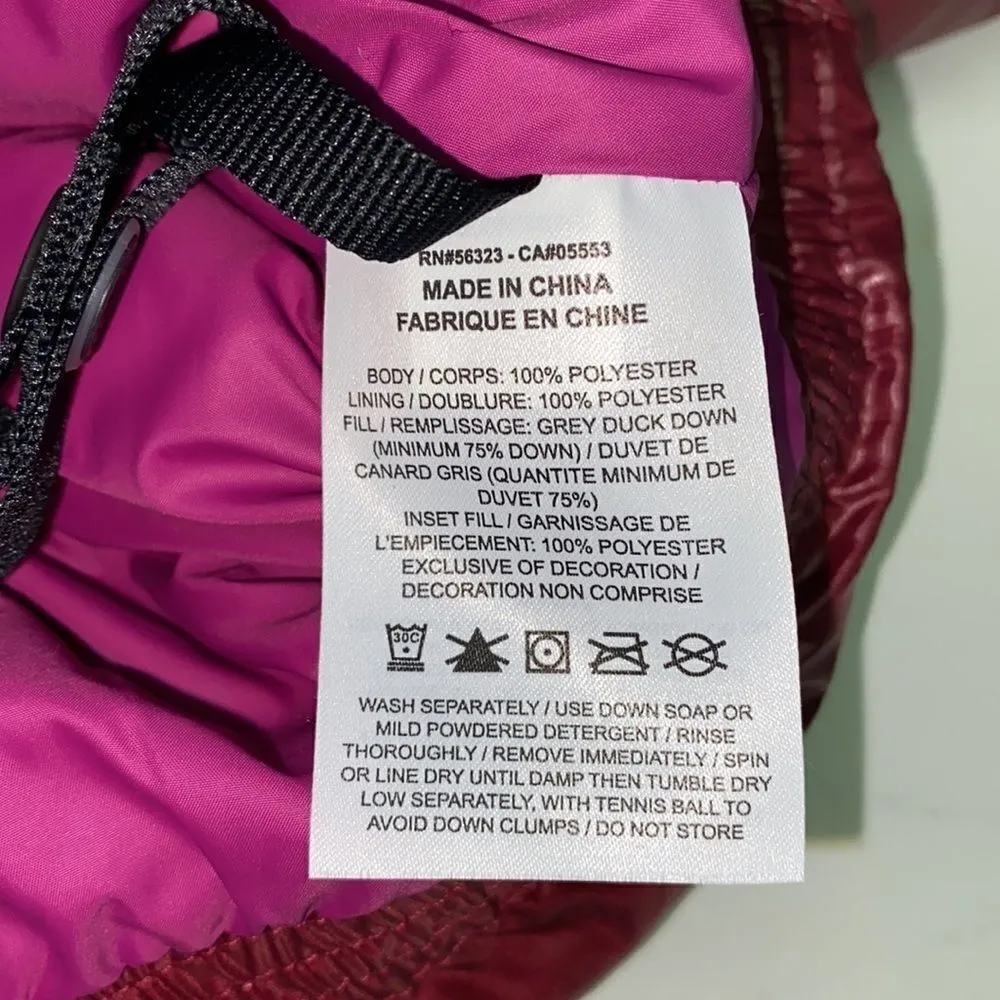 RN#56323 - CA#05553
MADE IN CHINA
FABRIQUE EN CHINE
BODY / CORPS: 100% POLYESTER
LINING / DOUBLURE: 100% POLYESTER
FILL / REMPLISSAGE: GREY DUCK DOWN
(MINIMUM 75% DOWN) / DUVET DE
CANARD GRIS (QUANTITE MINIMUM DE
DUVET 75%)
INSET FILL / GARNISSAGE DE
L'EMPIECEMENT: 100% POLYESTER
EXCLUSIVE OF DECORATION /
DECORATION NON COMPRISE
30C
WASH SEPARATELY / USE DOWN SOAP OR
MILD POWDERED DETERGENT / RINSE
THOROUGHLY / REMOVE IMMEDIATELY / SPIN
OR LINE DRY UNTIL DAMP THEN TUMBLE DRY
LOW SEPARATELY, WITH TENNIS BALL TO
AVOID DOWN CLUMPS / DO NOT STORE